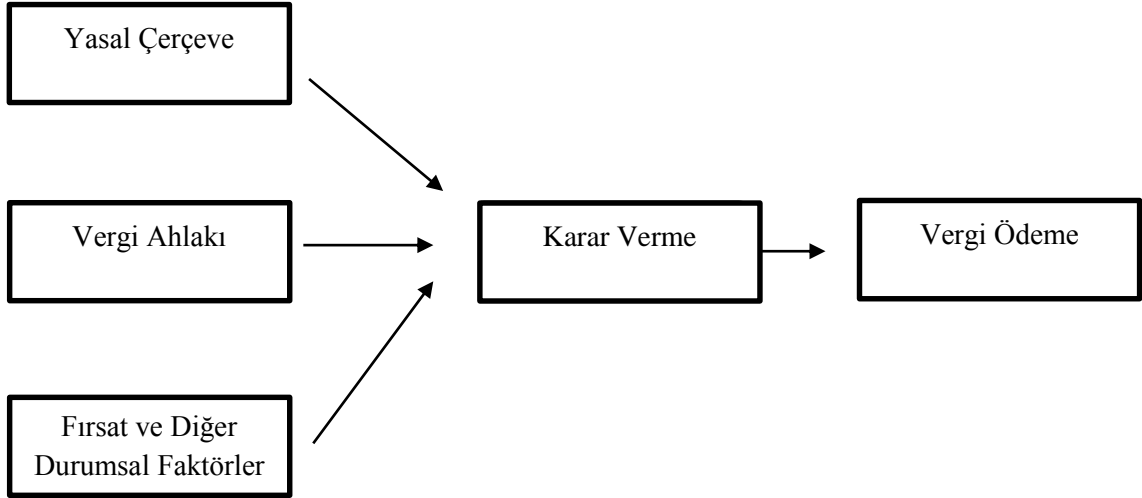 Yasal Çerçeve
Vergi Ahlakı
Karar Verme
Vergi Ödeme
Fırsat ve Diğer
Durumsal Faktörler